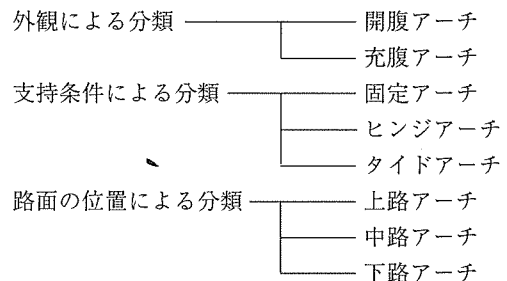 外観による分類 開腹アーチ
充腹アーチ
支持条件による分類 固定アーチ
ヒンジアーチ
タイドアーチ
路面の位置による分類 上路アーチ
中路アーチ
下路アーチ